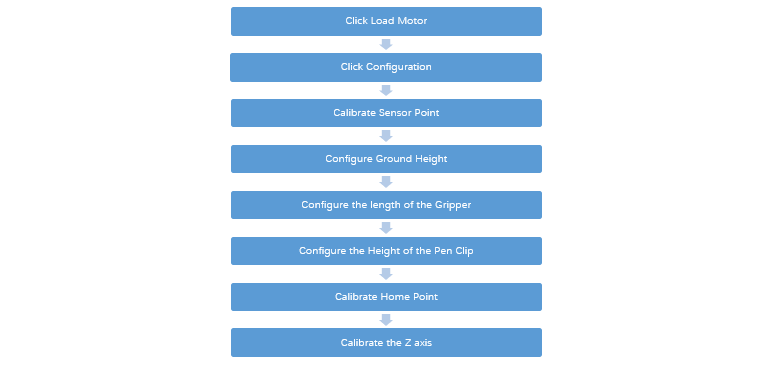 Click Load Motor
Click Configuration
Calibrate Sensor Point
Configure Ground Height
Configure the length of the Gripper
Configure the Height of the Pen Clip
Calibrate Home Point
Calibrate the Z axis